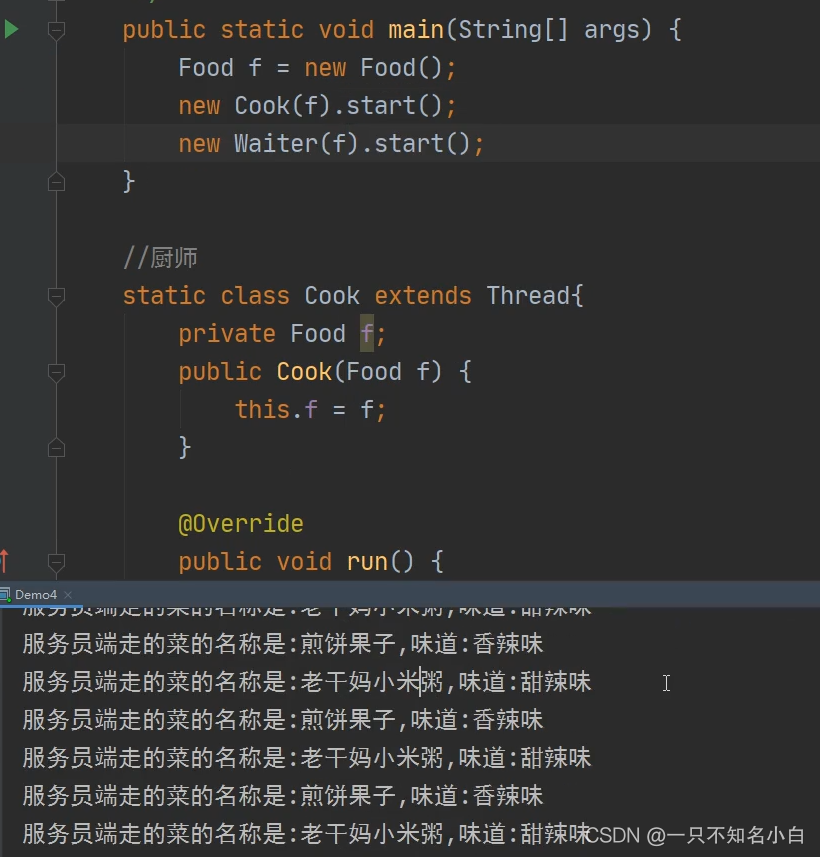 public static void main(String[] args) {
Food f = new Food();
new Cook(f).start();
new Waiter(f).start();
}
//厨师
static class Cook extends Thread{
private Food f;
public Cook(Food f) {
this.f = f;
}
@Override
public void run() {
Demo4 ×
服务员端走的菜的名称是:老干妈小米粥,味道:甜辣味
服务员端走的菜的名称是:煎饼果子,味道:香辣味
服务员端走的菜的名称是:老干妈小米粥,味道:甜辣味
服务员端走的菜的名称是:煎饼果子,味道:香辣味
服务员端走的菜的名称是:老干妈小米粥,味道:甜辣味
服务员端走的菜的名称是:煎饼果子,味道:香辣味
服务员端走的菜的名称是:老干妈小米粥,味道:甜辣味
CSDN @一只不知名小白